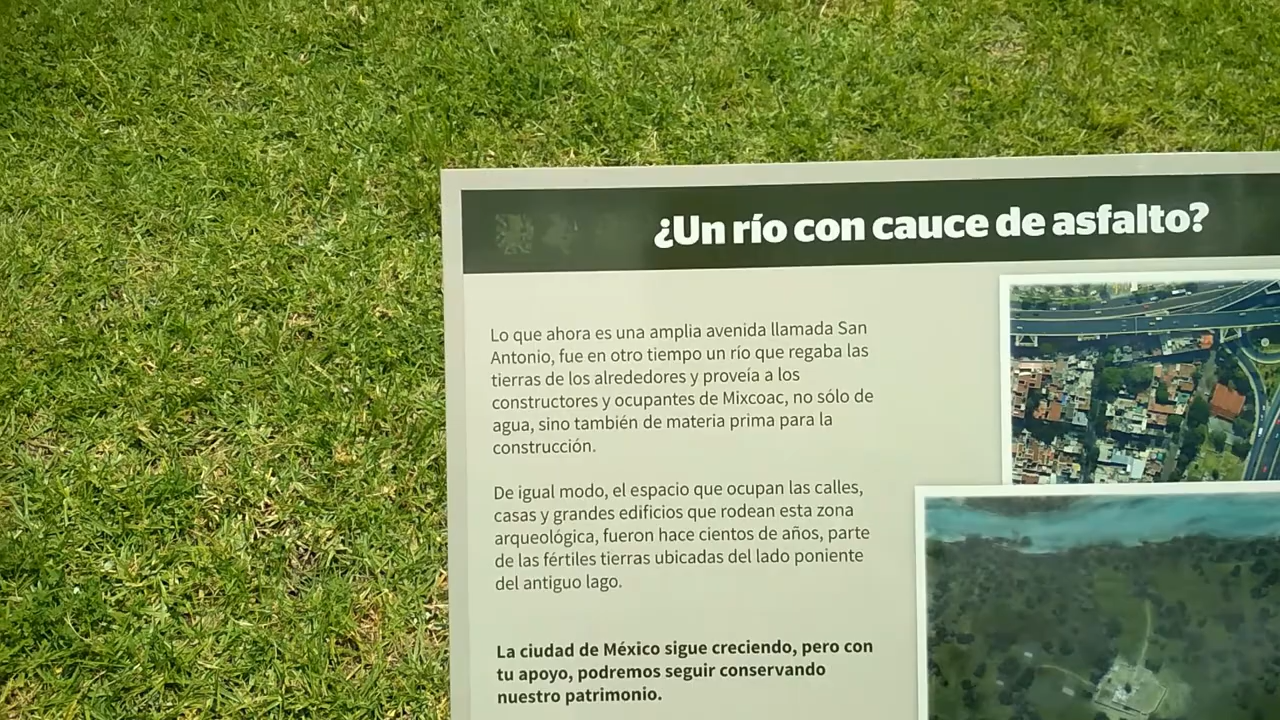 ¿Un río con cauce de asfalto?
Lo que ahora es una amplia avenida llamada San
Antonio, fue en otro tiempo un río que regaba las
tierras de los alrededores y proveía a los
constructores y ocupantes de Mixcoac, no sólo de
agua, sino también de materia prima para la
construcción.
De igual modo, el espacio que ocupan las calles,
casas y grandes edificios que rodean esta zona
arqueológica, fueron hace cientos de años, parte
de las fértiles tierras ubicadas del lado poniente
del antiguo lago.
La ciudad de México sigue creciendo, pero con
tu apoyo, podremos seguir conservando
nuestro patrimonio.